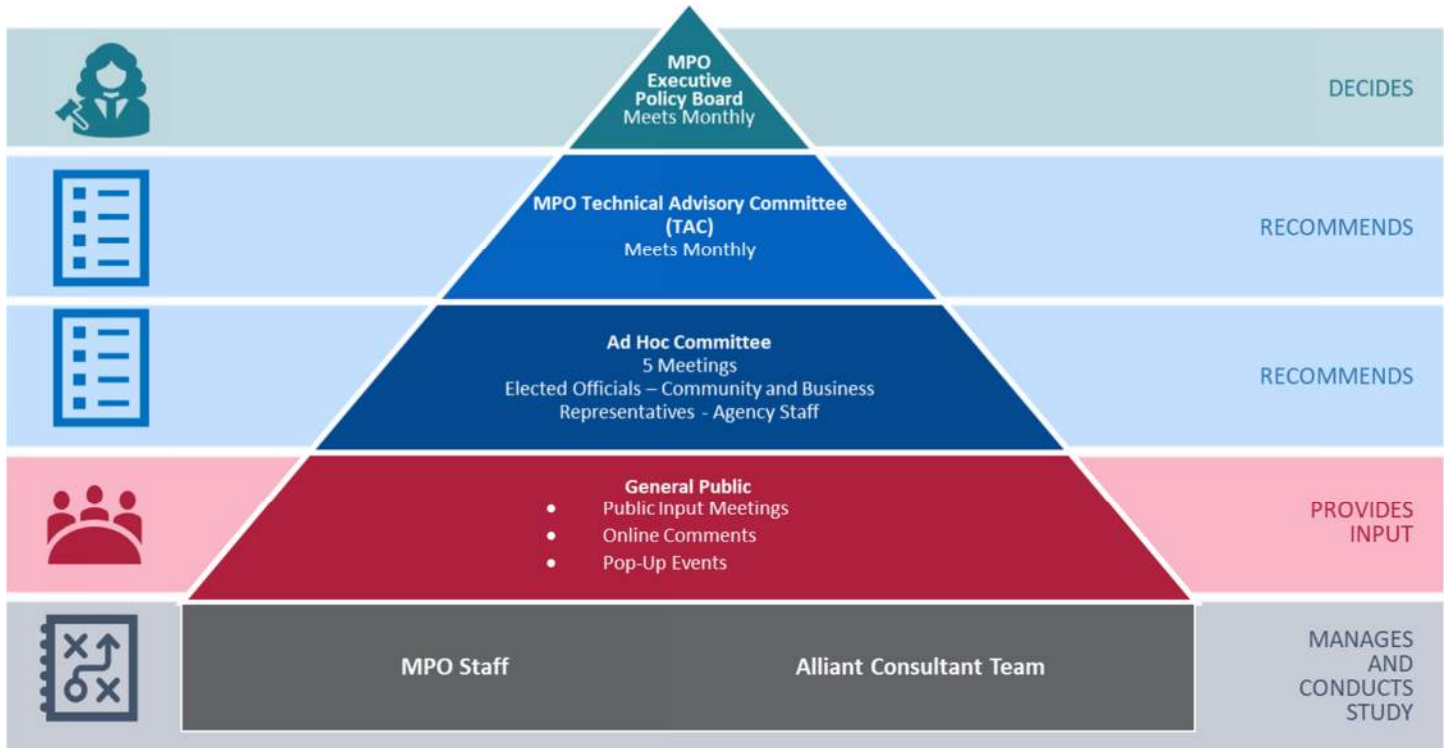 MPO
Executive
Policy Board
Meets Monthly
DECIDES
MPO Technical Advisory Committee
(TAC)
Meets Monthly
RECOMMENDS
Ad Hoc Committee
5 Meetings
Elected Officials – Community and Business
Representatives - Agency Staff
RECOMMENDS
General Public
• Public Input Meetings
• Online Comments
• Pop-Up Events
PROVIDES
INPUT
MPO Staff
Alliant Consultant Team
MANAGES
AND
CONDUCTS
STUDY